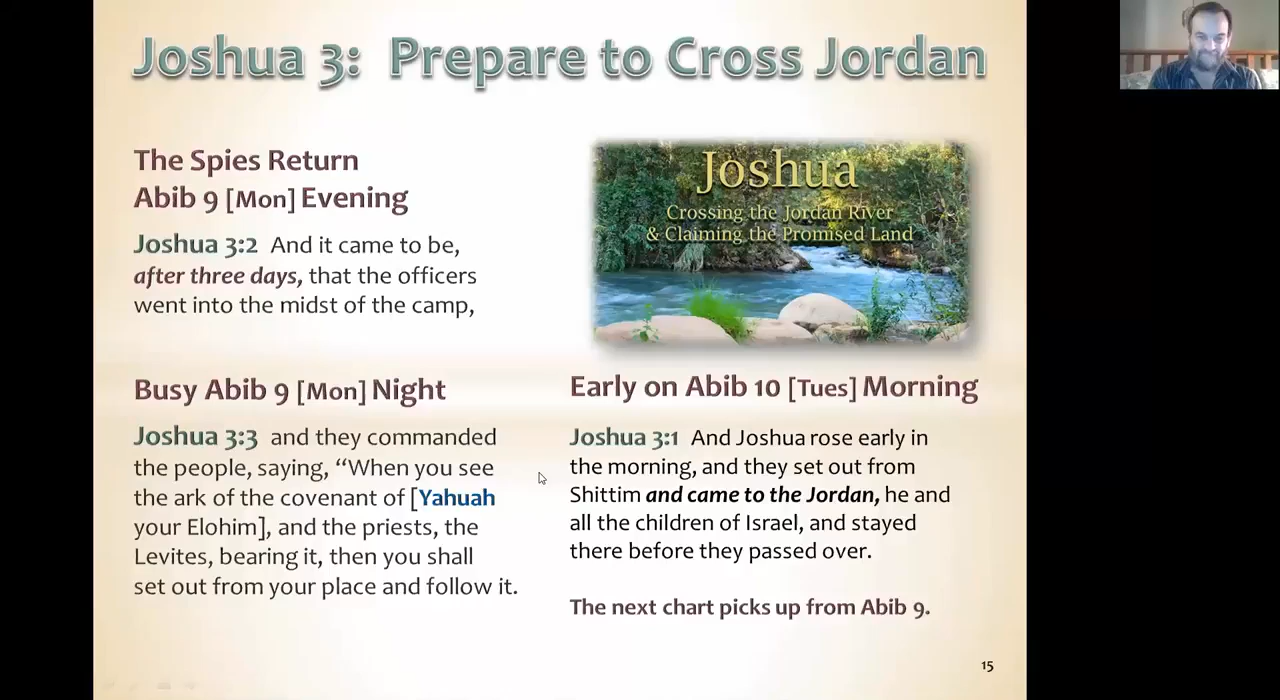 Joshua 3: Prepare to Cross Jordan
The Spies Return
Abib 9 [Mon] Evening
Joshua 3:2 And it came to be,
after three days, that the officers
went into the midst of the camp,
Joshua
Crossing the Jordan River
& Claiming the Promised Land
Busy Abib 9 [Mon] Night
Joshua 3:3 and they commanded
the people, saying, “When you see
the ark of the covenant of [Yahuah
your Elohim], and the priests, the
Levites, bearing it, then you shall
set out from your place and follow it.
Early on Abib 10 [Tues] Morning
Joshua 3:1 And Joshua rose early in
the morning, and they set out from
Shittim and came to the Jordan, he and
all the children of Israel, and stayed
there before they passed over.
The next chart picks up from Abib 9.
15